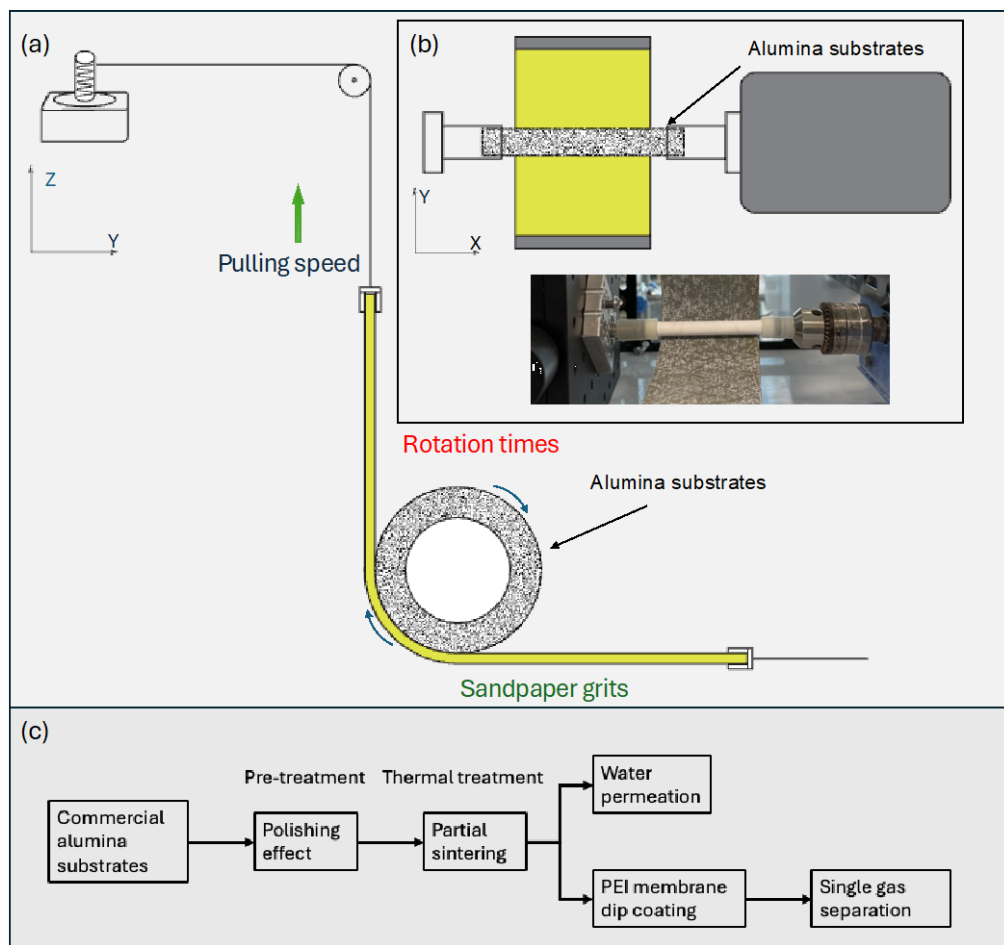 (a)
Z
Y
Pulling speed
(b)
Alumina substrates
Y
X
Rotation times
Alumina substrates
Sandpaper grits
(c)
Pre-treatment
Thermal treatment
Commercial
alumina
substrates
Polishing
effect
Partial
sintering
Water
permeation
PEI membrane
dip coating
Single gas
separation